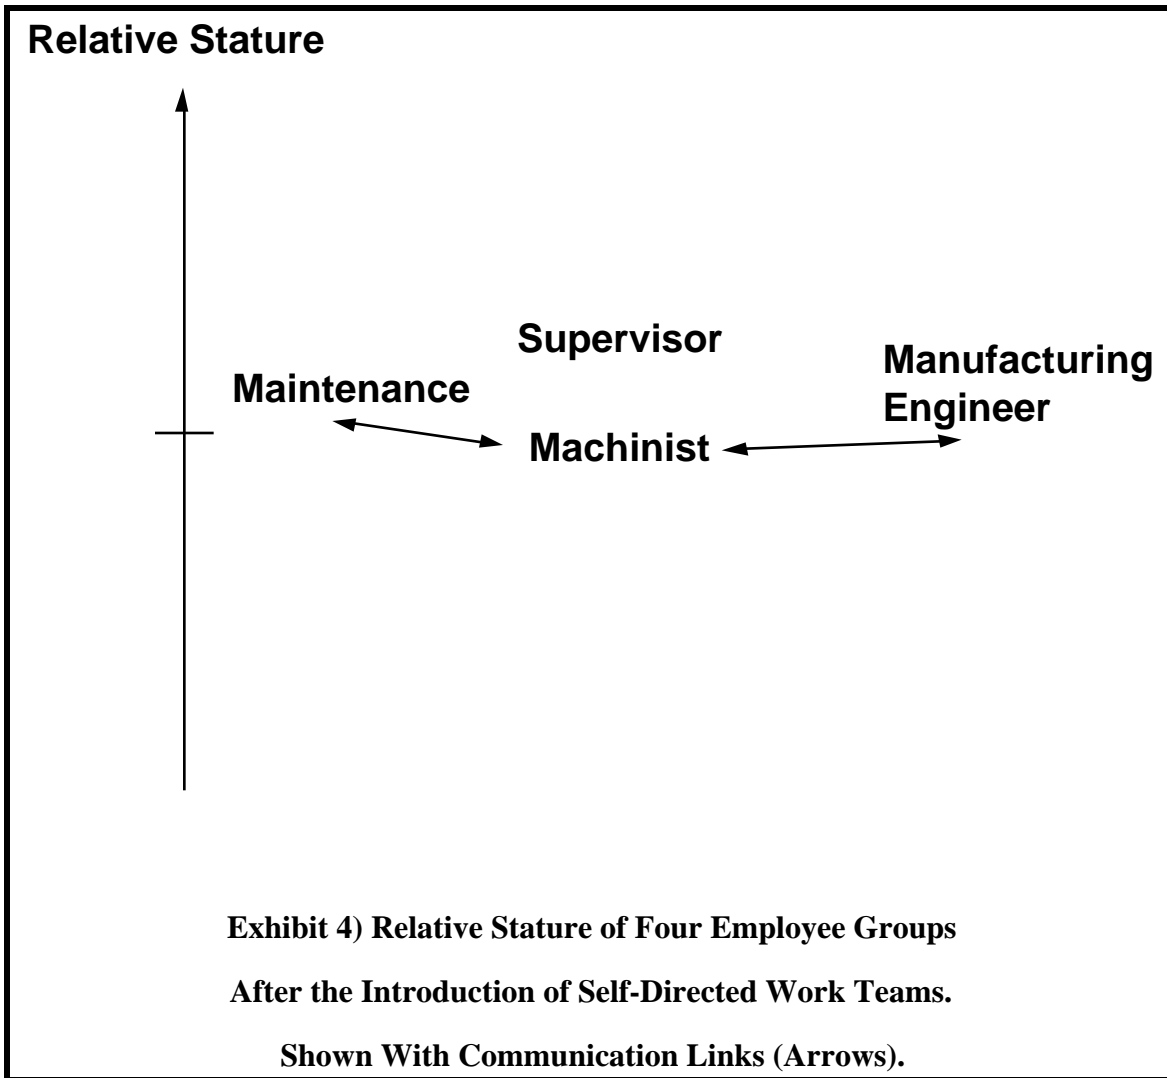 Relative Stature
Supervisor
Maintenance
Manufacturing
Engineer
Machinist
Exhibit 4) Relative Stature of Four Employee Groups
After the Introduction of Self-Directed Work Teams.
Shown With Communication Links (Arrows).